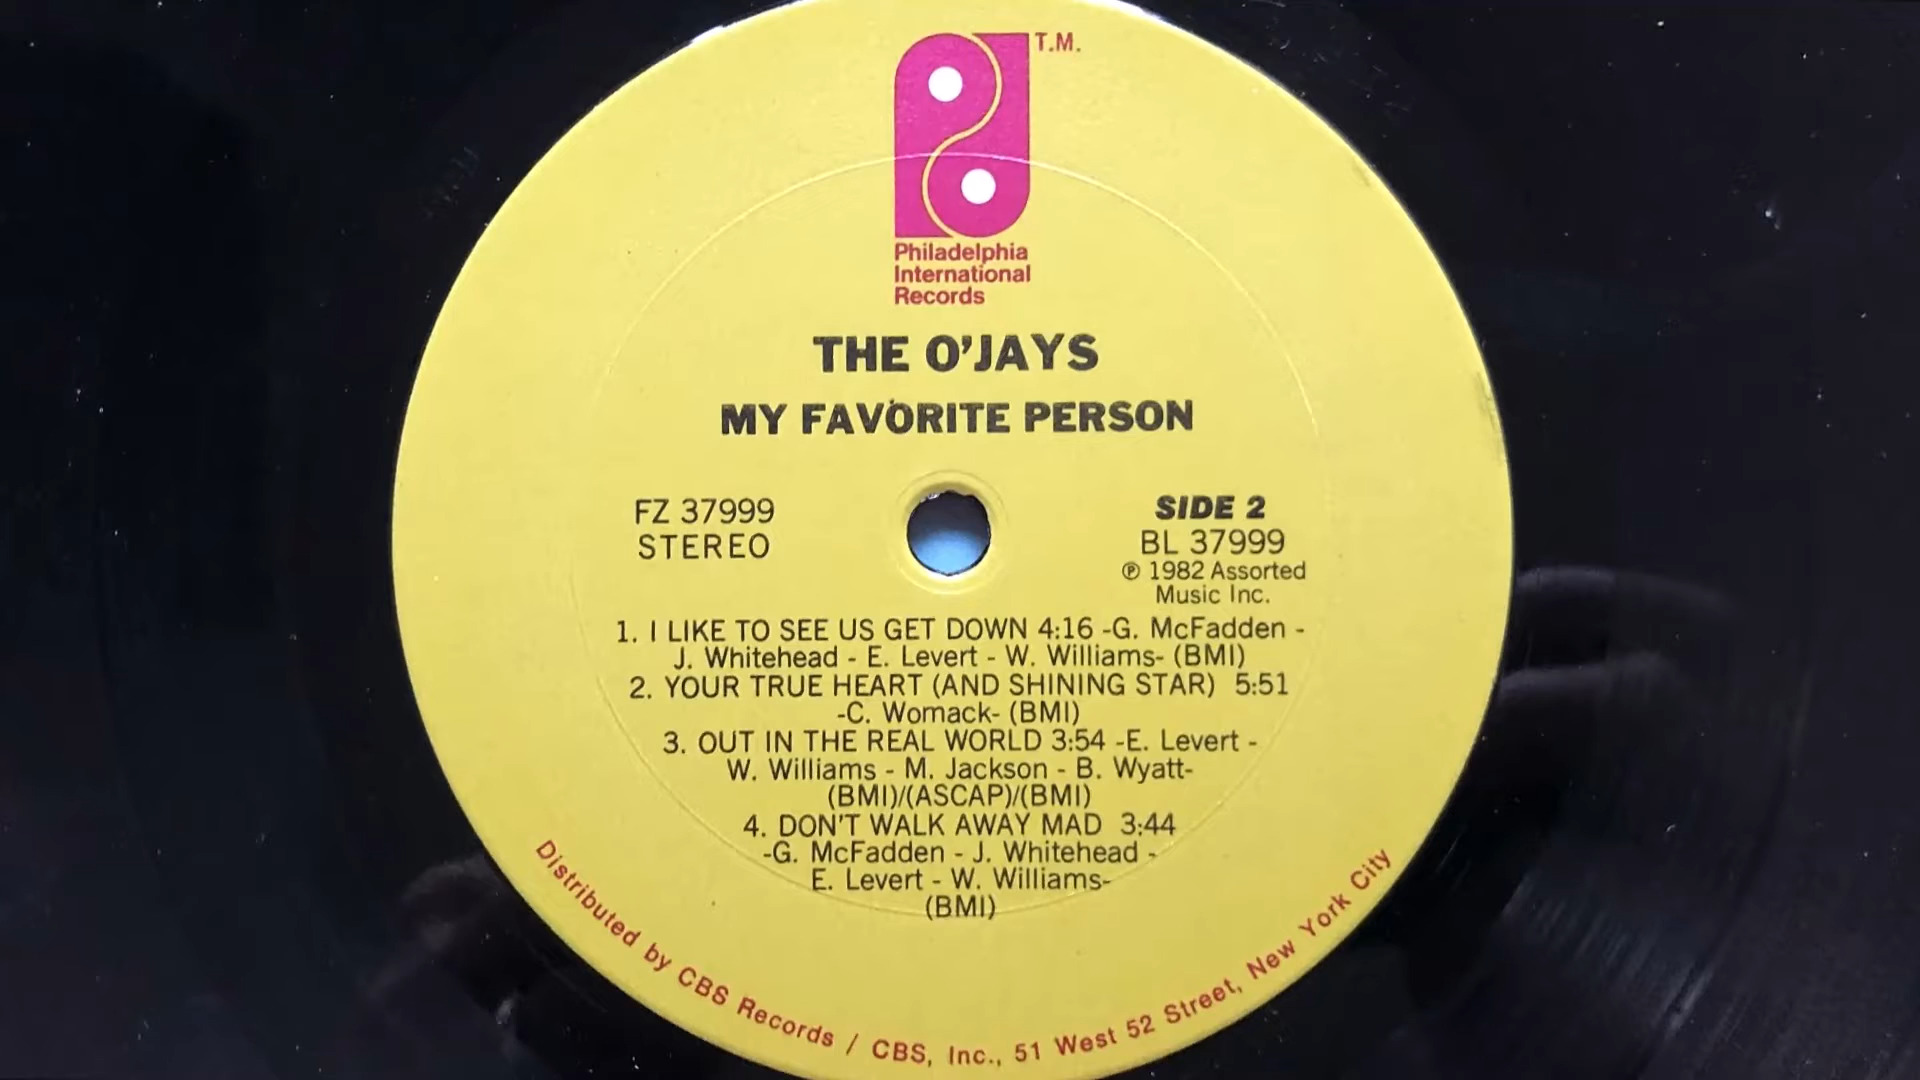 T.M.
Philadelphia
International
Records
THE O'JAYS
MY FAVORITE PERSON
FZ 37999
STEREO
SIDE 2
BL 37999
℗ 1982 Assorted
Music Inc.
1. I LIKE TO SEE US GET DOWN 4:16 -G. McFadden -
J. Whitehead - E. Levert - W. Williams- (BMI)
2. YOUR TRUE HEART (AND SHINING STAR) 5:51
-C. Womack- (BMI)
3. OUT IN THE REAL WORLD 3:54 -E. Levert -
W. Williams - M. Jackson - B. Wyatt-
(BMI)/(ASCAP)/(BMI)
4. DON'T WALK AWAY MAD 3:44
-G. McFadden - J. Whitehead -
E. Levert - W. Williams-
(BMI)
Distributed by CBS Records / CBS, Inc., 51 West 52 Street, New York City